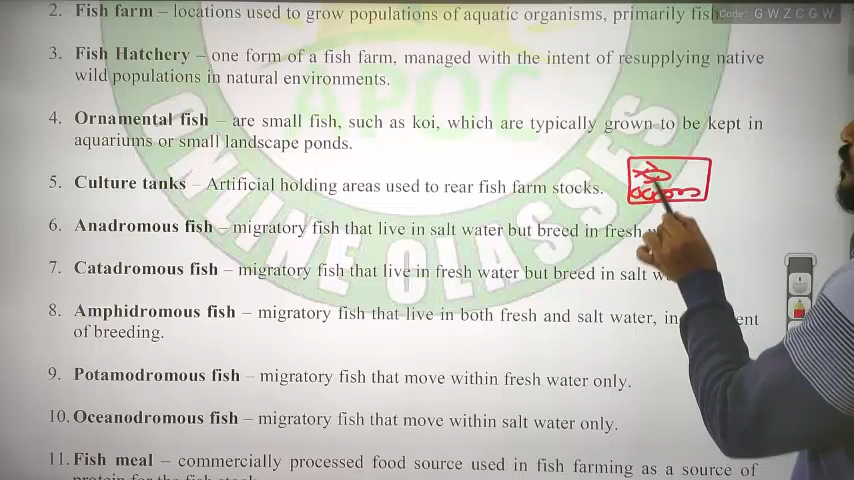 2. Fish farm – locations used to grow populations of aquatic organisms, primarily fish
Code: G W Z C G W
3. Fish Hatchery – one form of a fish farm, managed with the intent of resupplying native
wild populations in natural environments.
4. Ornamental fish – are small fish, such as koi, which are typically grown to be kept in
aquariums or small landscape ponds.
5. Culture tanks – Artificial holding areas used to rear fish farm stocks.
6. Anadromous fish – migratory fish that live in salt water but breed in fresh
7. Catadromous fish – migratory fish that live in fresh water but breed in salt
8. Amphidromous fish – migratory fish that live in both fresh and salt water,
of breeding.
9. Potamodromous fish – migratory fish that move within fresh water only.
10. Oceanodromous fish – migratory fish that move within salt water only.
11. Fish meal – commercially processed food source used in fish farming as a source of
APOC
ONLINE CLASSES